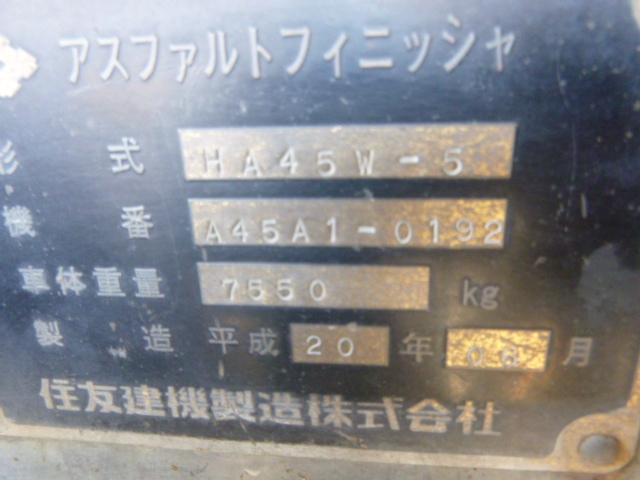 アスファルトフィニッシャ
形 式 HA45W-5
機 番 A45A1-0192
車体重量 7550 kg
製 造 平成 20 年 06 月
住友建機製造株式会社